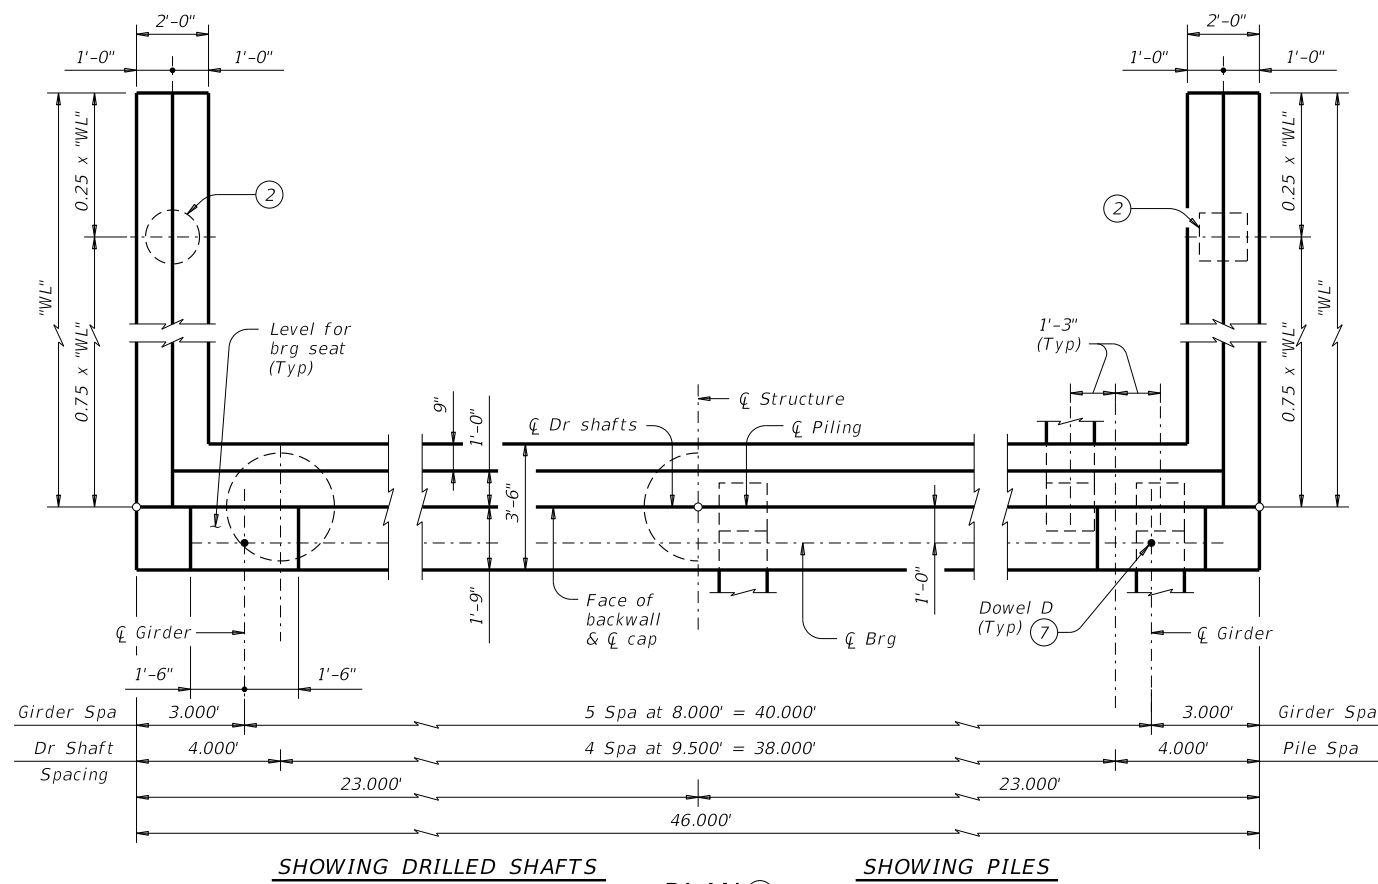 2'-0"
2'-0"
1'-0"
1'-0"
1'-0"
1'-0"
0.25 x "WL"
0.25 x "WL"
2
2
"WL"
"WL"
0.75 x "WL"
0.75 x "WL"
Level for
brg seat
(Typ)
1'-3"
(Typ)
9"
1'-0"
℄ Structure
℄ Dr shafts
℄ Piling
3'-6"
1'-9"
1'-0"
Face of
backwall
& ℄ cap
℄ Brg
Dowel D
(Typ) 7
℄ Girder
℄ Girder
1'-6"
1'-6"
Girder Spa 3.000' 5 Spa at 8.000' = 40.000' 3.000' Girder Spa
Dr Shaft 4.000' 4 Spa at 9.500' = 38.000' 4.000' Pile Spa
Spacing
23.000' 23.000'
46.000'
SHOWING DRILLED SHAFTS SHOWING PILES